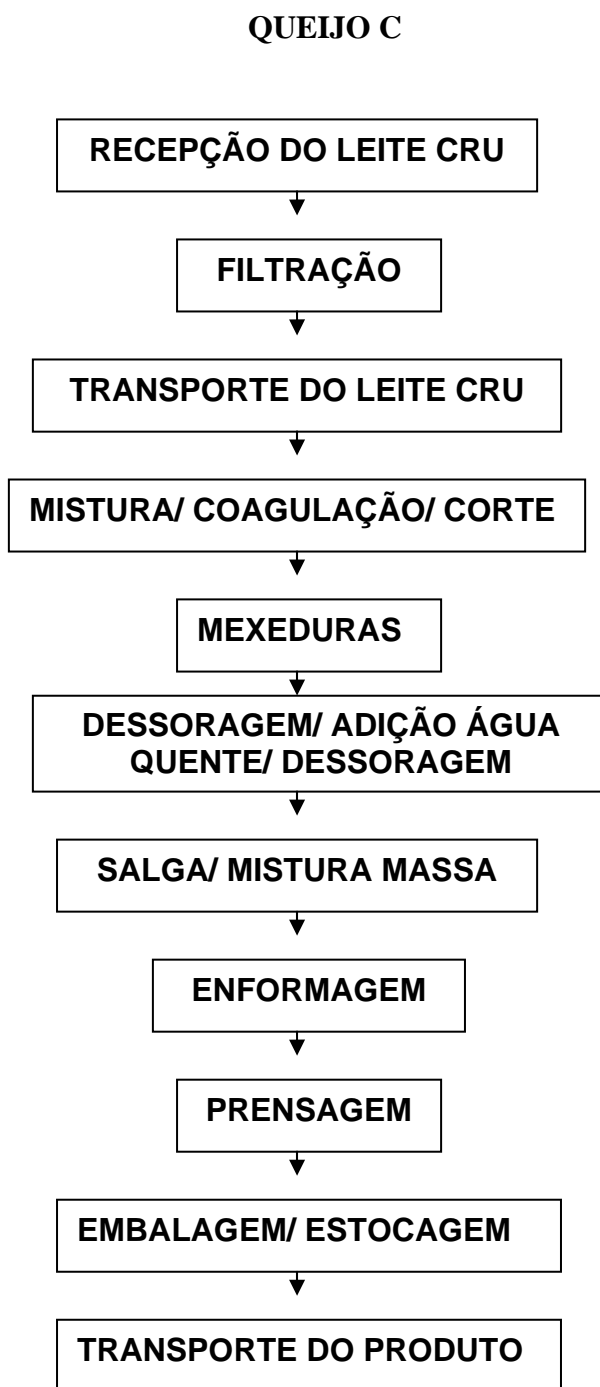 QUEIJO C
RECEPÇÃO DO LEITE CRU
FILTRAÇÃO
TRANSPORTE DO LEITE CRU
MISTURA/ COAGULAÇÃO/ CORTE
MEXEDURAS
DESSORAGEM/ ADIÇÃO ÁGUA
QUENTE/ DESSORAGEM
SALGA/ MISTURA MASSA
ENFORMAGEM
PRENSAGEM
EMBALAGEM/ ESTOCAGEM
TRANSPORTE DO PRODUTO